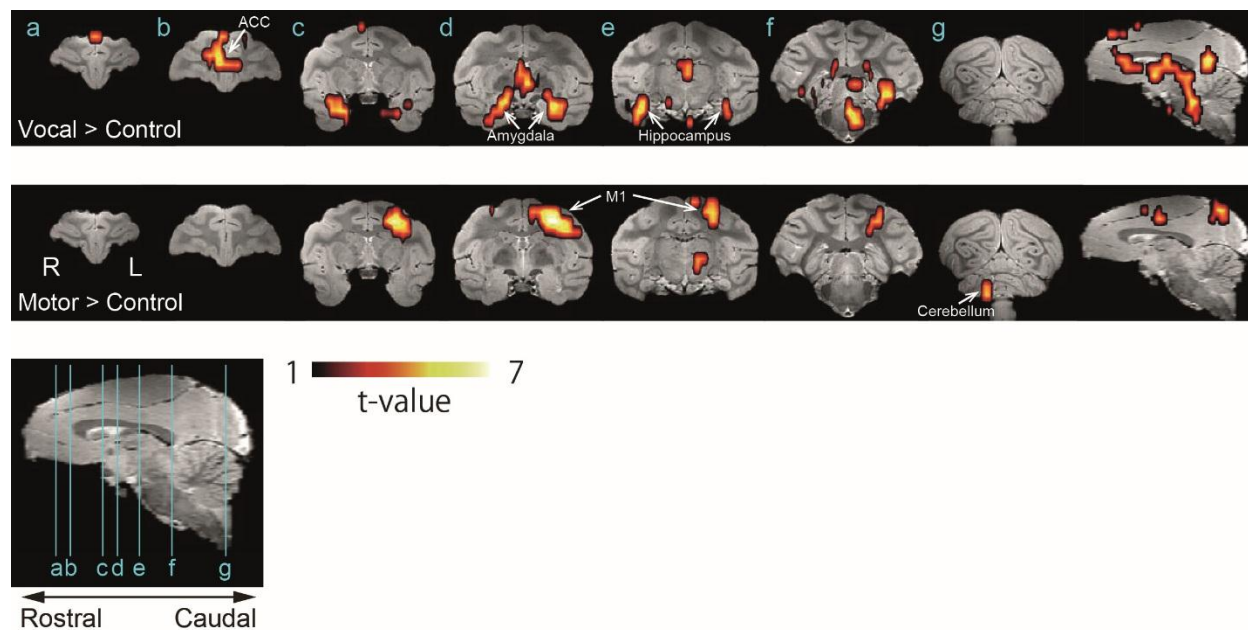 a b c d e f g
ACC
Amygdala
Hippocampus
Vocal > Control
M1
R L
Cerebellum
Motor > Control
1 7
t-value
a b c d e f g
Rostral Caudal